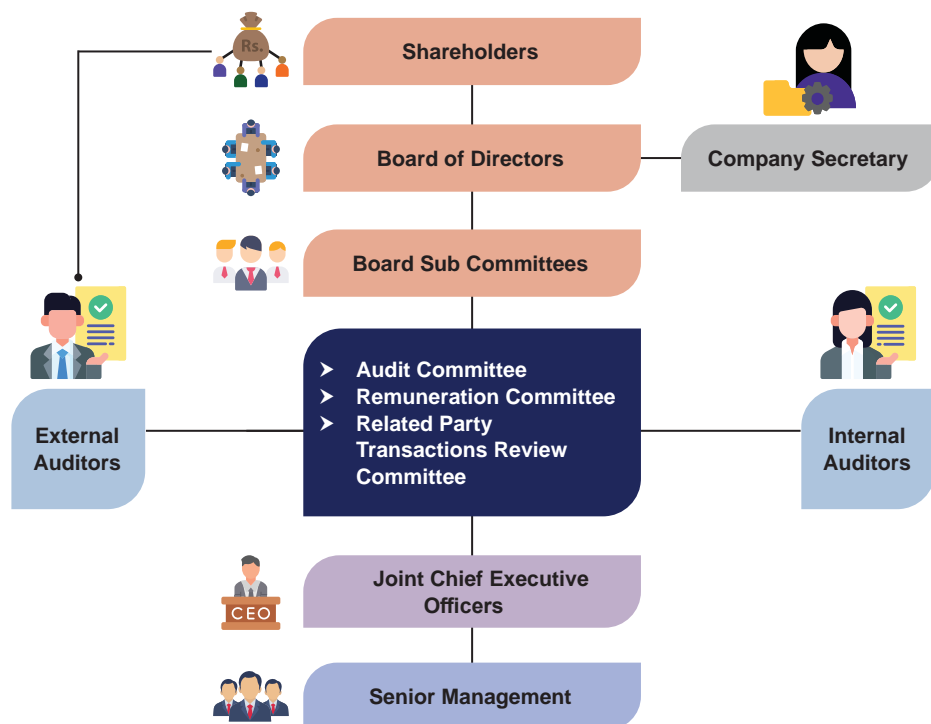 Rs.
Shareholders
Board of Directors
Company Secretary
Board Sub Committees
➤ Audit Committee
➤ Remuneration Committee
➤ Related Party
Transactions Review
Committee
External
Auditors
Internal
Auditors
Joint Chief Executive
Officers
CEO
Senior Management